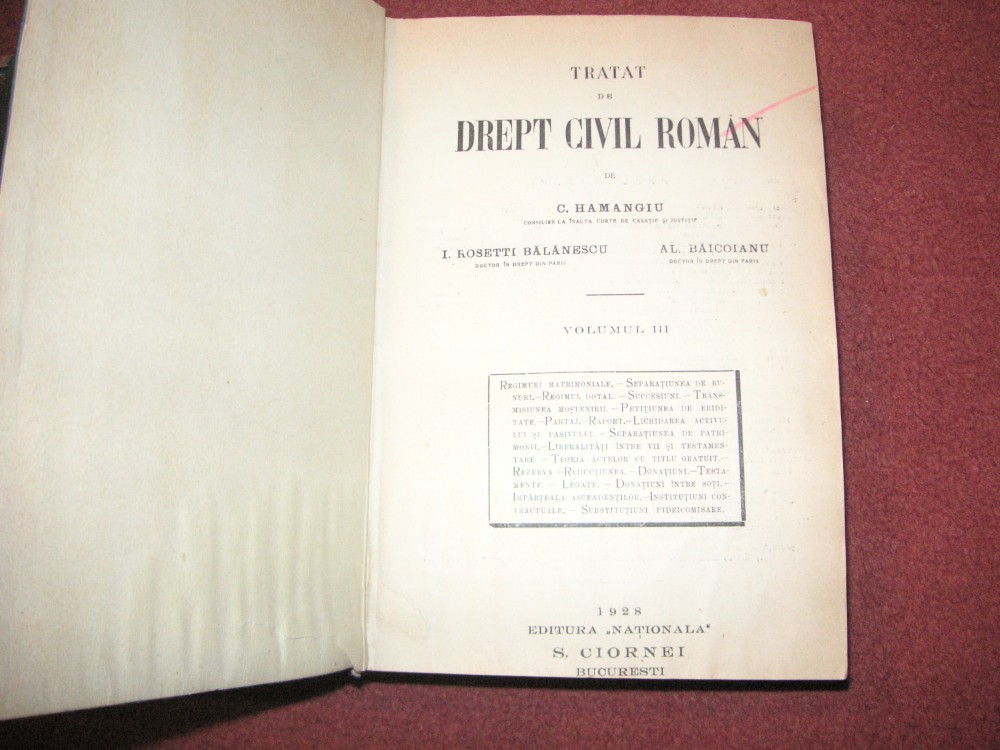 TRATAT
DE
DREPT CIVIL ROMÂN
DE
C. HAMANGIU
CONSILIER LA ÎNALTA CURTE DE CASAȚIE ȘI JUSTIȚIE
I. ROSETTI BĂLĂNESCU AL. BĂICOIANU
DOCTOR ÎN DREPT DIN PARIS DOCTOR ÎN DREPT DIN PARIS
VOLUMUL III
REGIMURI MATRIMONIALE. – SEPARAȚIUNEA DE BU-
NURI.–REGIMUL DOTAL. – SUCCESIUNI. – TRANS-
MISIUNEA MOȘTENIRII. – PETIȚIUNEA DE EREDI-
TATE. –PARTAJ. –RAPORT.–LICHIDAREA ACTIVU-
LUI ȘI PASIVULUI. – SEPARAȚIUNEA DE PATRI-
MONII.–LIBERALITĂȚI ÎNTRE VII ȘI TESTAMEN-
TARE. – TEORIA ACTELOR CU TITLU GRATUIT.–
REZERVA –REDUCȚIUNEA. – DONAȚIUNI.–TESTA-
MENTE. – LEGATE. – DONAȚIUNI ÎNTRE SOȚI.–
IMPĂRȚEALA ASCENDENȚILOR.–INSTITUȚIUNI CON-
TRACTUALE. – SUBSTITUȚIUNI FIDEICOMISARE.
1928
EDITURA „NAȚIONALA"
S. CIORNEI
BUCUREȘTI